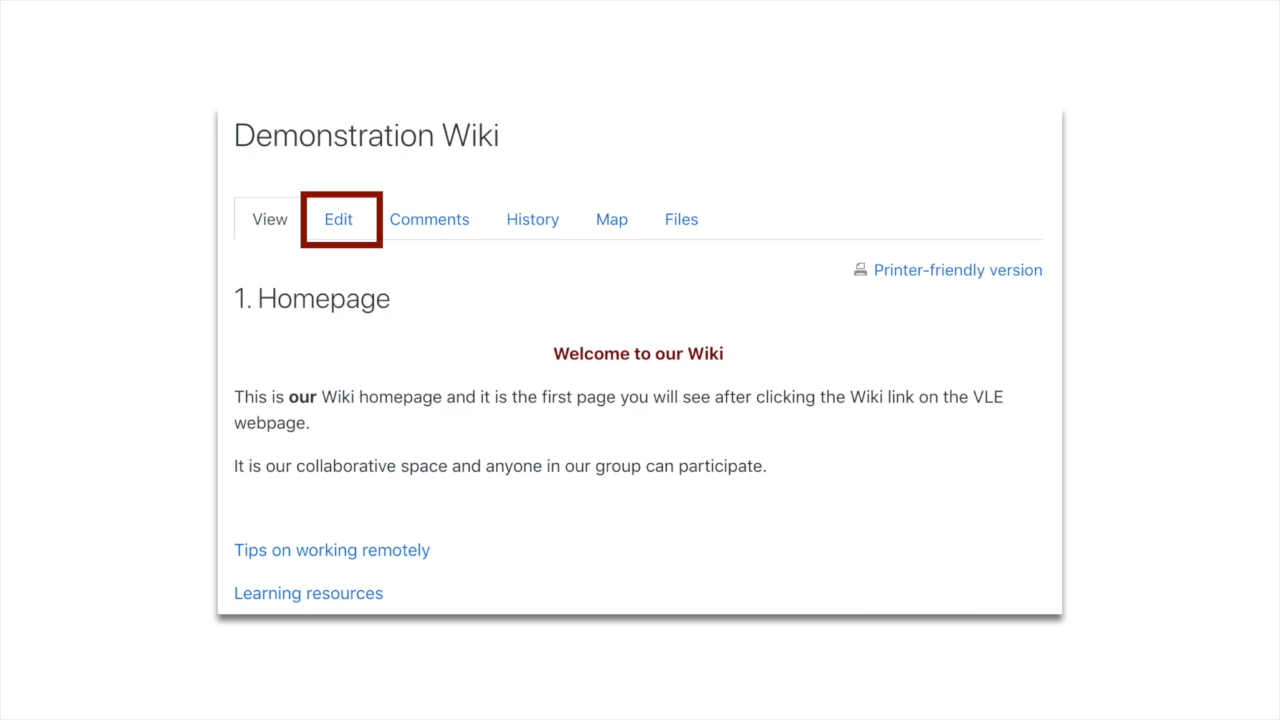 Demonstration Wiki
View Edit Comments History Map Files
Printer-friendly version
1. Homepage
Welcome to our Wiki
This is our Wiki homepage and it is the first page you will see after clicking the Wiki link on the VLE
webpage.
It is our collaborative space and anyone in our group can participate.
Tips on working remotely
Learning resources